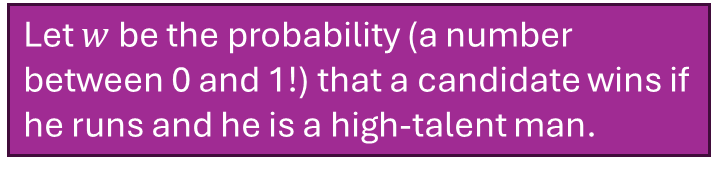 Let w be the probability (a number
between 0 and 1!) that a candidate wins if
he runs and he is a high-talent man.